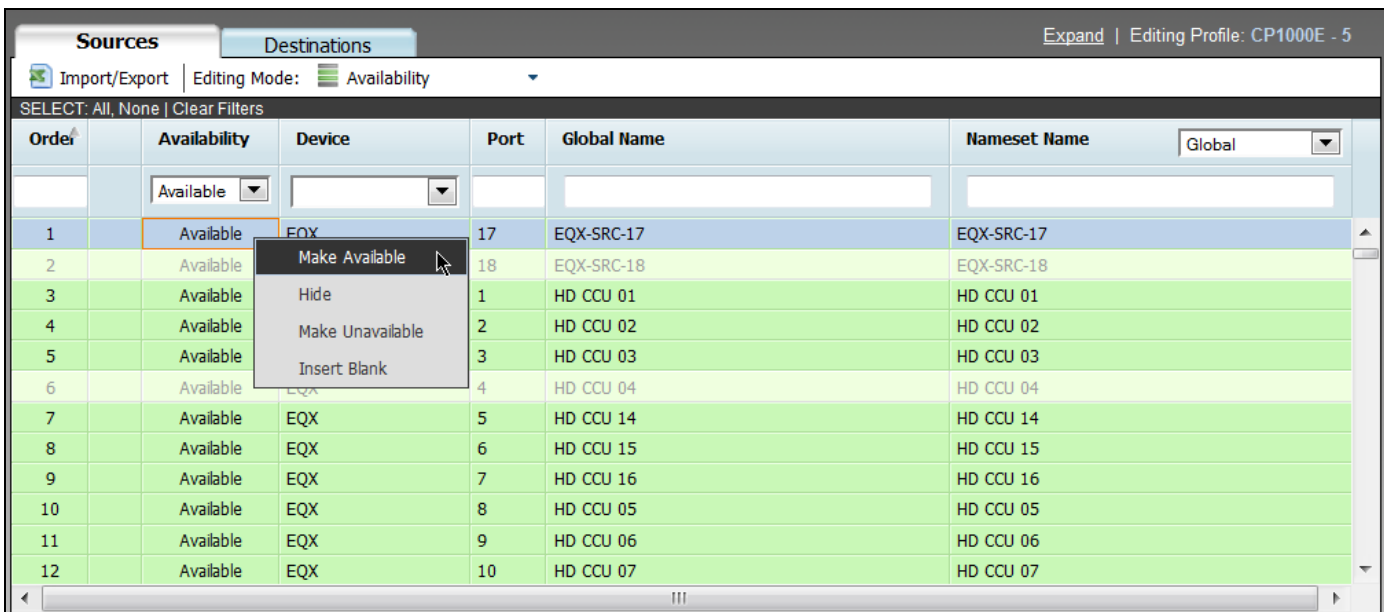 Sources Destinations Expand | Editing Profile: CP1000E - 5
Import/Export Editing Mode: Availability
SELECT: All, None | Clear Filters
Order Availability Device Port Global Name Nameset Name Global
Available
1 Available EQX 17 EQX-SRC-17 EQX-SRC-17
Make Available
2 Available 18 EQX-SRC-18 EQX-SRC-18
Hide
3 Available 1 HD CCU 01 HD CCU 01
Make Unavailable
4 Available 2 HD CCU 02 HD CCU 02
5 Available 3 HD CCU 03 HD CCU 03
Insert Blank
6 Available EQX 4 HD CCU 04 HD CCU 04
7 Available EQX 5 HD CCU 14 HD CCU 14
8 Available EQX 6 HD CCU 15 HD CCU 15
9 Available EQX 7 HD CCU 16 HD CCU 16
10 Available EQX 8 HD CCU 05 HD CCU 05
11 Available EQX 9 HD CCU 06 HD CCU 06
12 Available EQX 10 HD CCU 07 HD CCU 07